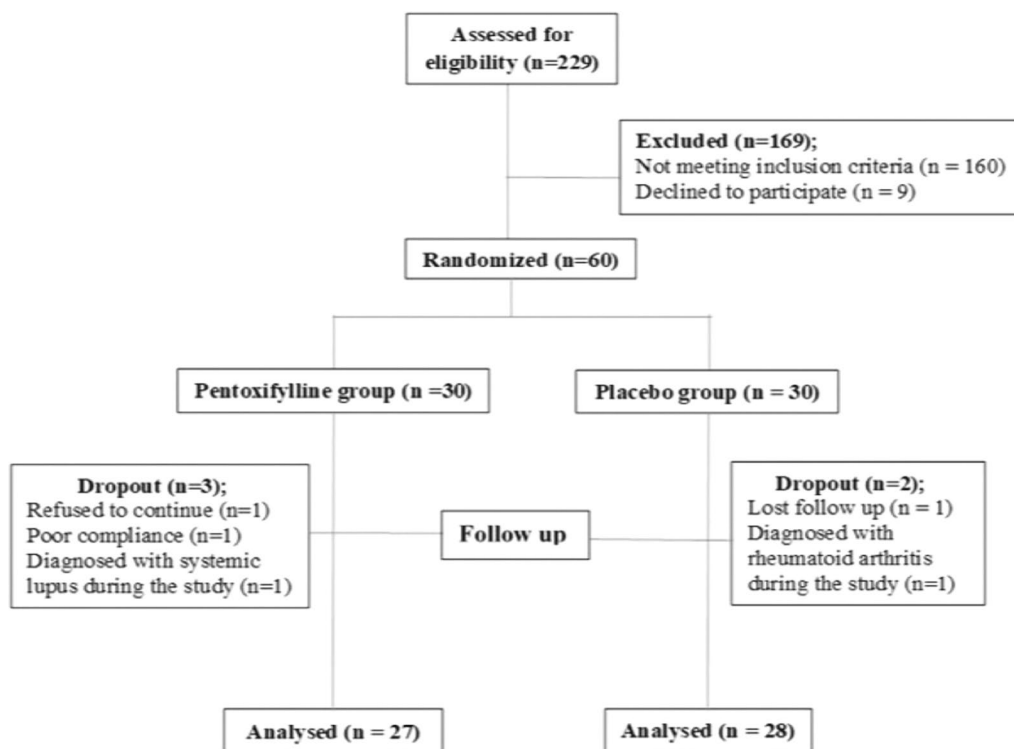 Assessed for
eligibility (n=229)
Excluded (n=169);
Not meeting inclusion criteria (n = 160)
Declined to participate (n = 9)
Randomized (n=60)
Pentoxifylline group (n =30)
Placebo group (n = 30)
Dropout (n=3);
Refused to continue (n=1)
Poor compliance (n=1)
Diagnosed with systemic
lupus during the study (n=1)
Follow up
Dropout (n=2);
Lost follow up (n = 1)
Diagnosed with
rheumatoid arthritis
during the study (n=1)
Analysed (n = 27)
Analysed (n = 28)